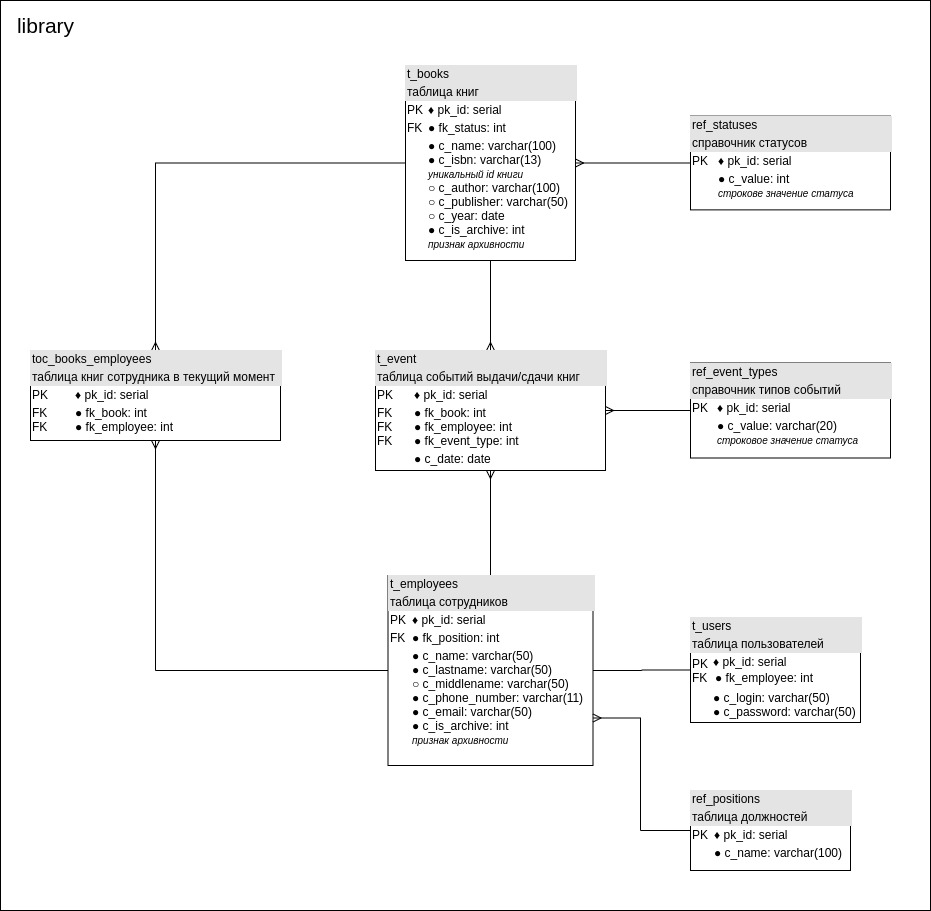 library
t_books
таблица книг
PK ♦ pk_id: serial
FK ● fk_status: int
● c_name: varchar(100)
● c_isbn: varchar(13)
уникальный id книги
○ c_author: varchar(100)
○ c_publisher: varchar(50)
○ c_year: date
● c_is_archive: int
признак архивности
ref_statuses
справочник статусов
PK ♦ pk_id: serial
● c_value: int
строкове значение статуса
toc_books_employees
таблица книг сотрудника в текущий момент
PK ♦ pk_id: serial
FK ● fk_book: int
FK ● fk_employee: int
t_event
таблица событий выдачи/сдачи книг
PK ♦ pk_id: serial
FK ● fk_book: int
FK ● fk_employee: int
FK ● fk_event_type: int
● c_date: date
ref_event_types
справочник типов событий
PK ♦ pk_id: serial
● c_value: varchar(20)
строковое значение статуса
t_employees
таблица сотрудников
PK ♦ pk_id: serial
FK ● fk_position: int
● c_name: varchar(50)
● c_lastname: varchar(50)
○ c_middlename: varchar(50)
● c_phone_number: varchar(11)
● c_email: varchar(50)
● c_is_archive: int
признак архивности
t_users
таблица пользователей
PK ♦ pk_id: serial
FK ● fk_employee: int
● c_login: varchar(50)
● c_password: varchar(50)
ref_positions
таблица должностей
PK ♦ pk_id: serial
● c_name: varchar(100)